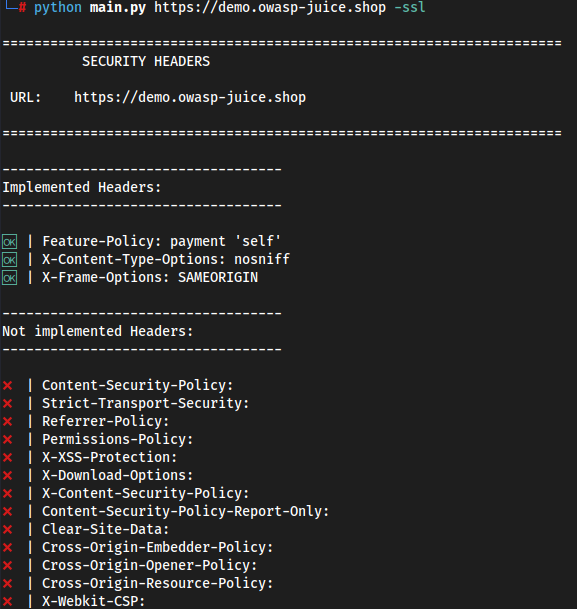 └─# python main.py https://demo.owasp-juice.shop -ssl
======================================================================
SECURITY HEADERS
URL: https://demo.owasp-juice.shop
======================================================================
-----------------------------------
Implemented Headers:
-----------------------------------
🆗 | Feature-Policy: payment 'self'
🆗 | X-Content-Type-Options: nosniff
🆗 | X-Frame-Options: SAMEORIGIN
-----------------------------------
Not implemented Headers:
-----------------------------------
❌ | Content-Security-Policy:
❌ | Strict-Transport-Security:
❌ | Referrer-Policy:
❌ | Permissions-Policy:
❌ | X-XSS-Protection:
❌ | X-Download-Options:
❌ | X-Content-Security-Policy:
❌ | Content-Security-Policy-Report-Only:
❌ | Clear-Site-Data:
❌ | Cross-Origin-Embedder-Policy:
❌ | Cross-Origin-Opener-Policy:
❌ | Cross-Origin-Resource-Policy:
❌ | X-Webkit-CSP: